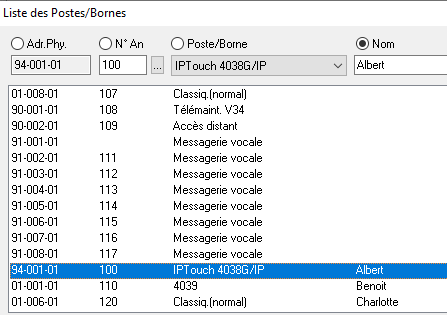 Liste des Postes/Bornes
Adr.Phy. N° An Poste/Borne Nom
94-001-01 100 ... IPTouch 4038G/IP Albert
01-008-01 107 Classiq.(normal)
90-001-01 108 Télémaint. V34
90-002-01 109 Accès distant
91-001-01 Messagerie vocale
91-002-01 111 Messagerie vocale
91-003-01 112 Messagerie vocale
91-004-01 113 Messagerie vocale
91-005-01 114 Messagerie vocale
91-006-01 115 Messagerie vocale
91-007-01 116 Messagerie vocale
91-008-01 117 Messagerie vocale
94-001-01 100 IPTouch 4038G/IP Albert
01-001-01 110 4039 Benoit
01-006-01 120 Classiq.(normal) Charlotte